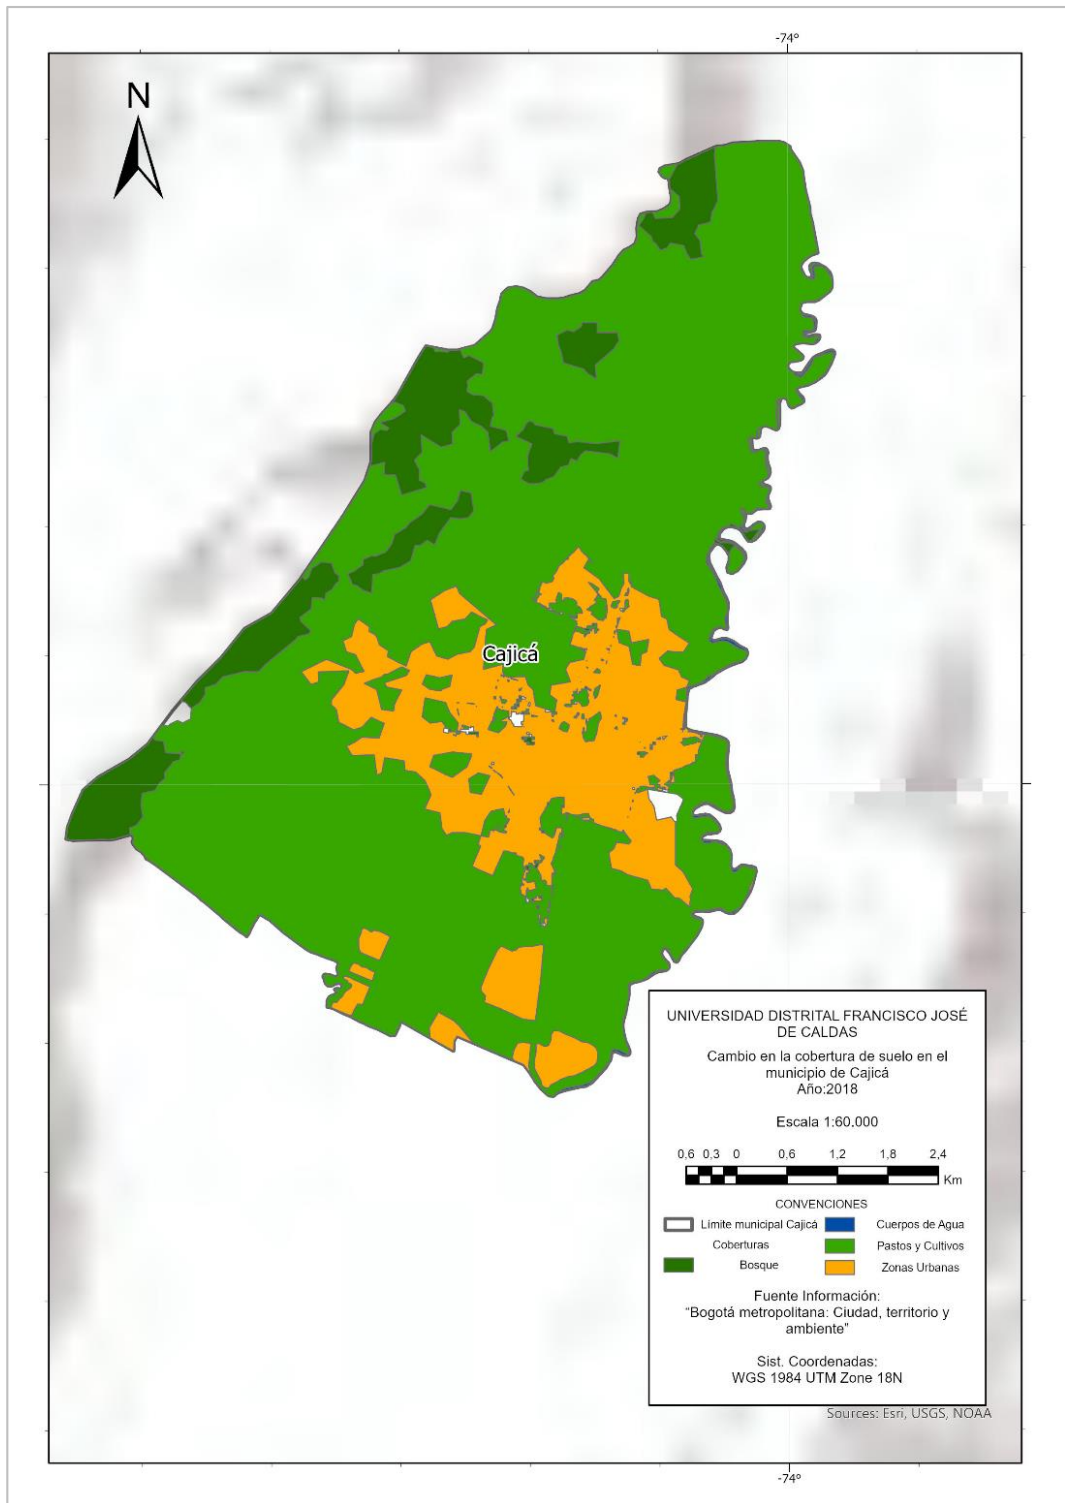 -74°
N
Cajicá
UNIVERSIDAD DISTRITAL FRANCISCO JOSÉ
DE CALDAS
Cambio en la cobertura de suelo en el
municipio de Cajicá
Año:2018
Escala 1:60.000
0,6 0,3 0 0,6 1,2 1,8 2,4
Km
CONVENCIONES
Límite municipal Cajicá Cuerpos de Agua
Coberturas Pastos y Cultivos
Bosque Zonas Urbanas
Fuente Información:
"Bogotá metropolitana: Ciudad, territorio y
ambiente"
Sist. Coordenadas:
WGS 1984 UTM Zone 18N
Sources: Esri, USGS, NOAA
-74°